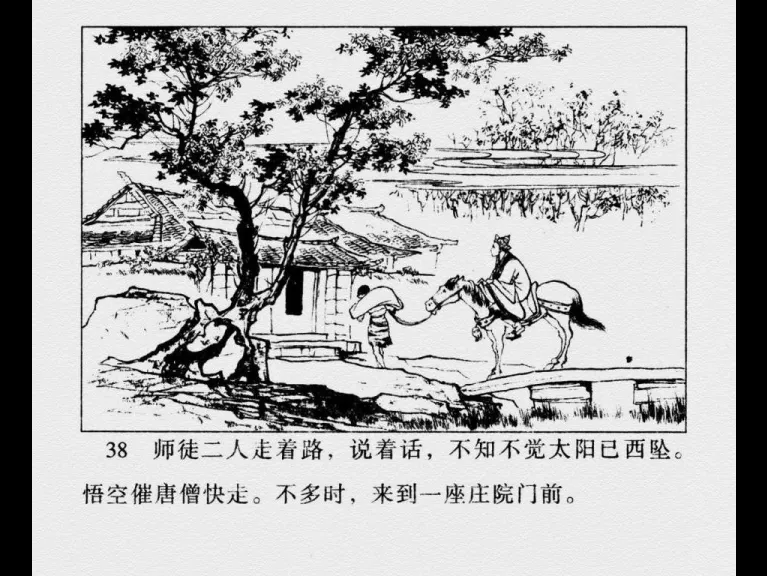 38 师徒二人走着路，说着话，不知不觉太阳已西坠。
悟空催唐僧快走。不多时，来到一座庄院门前。